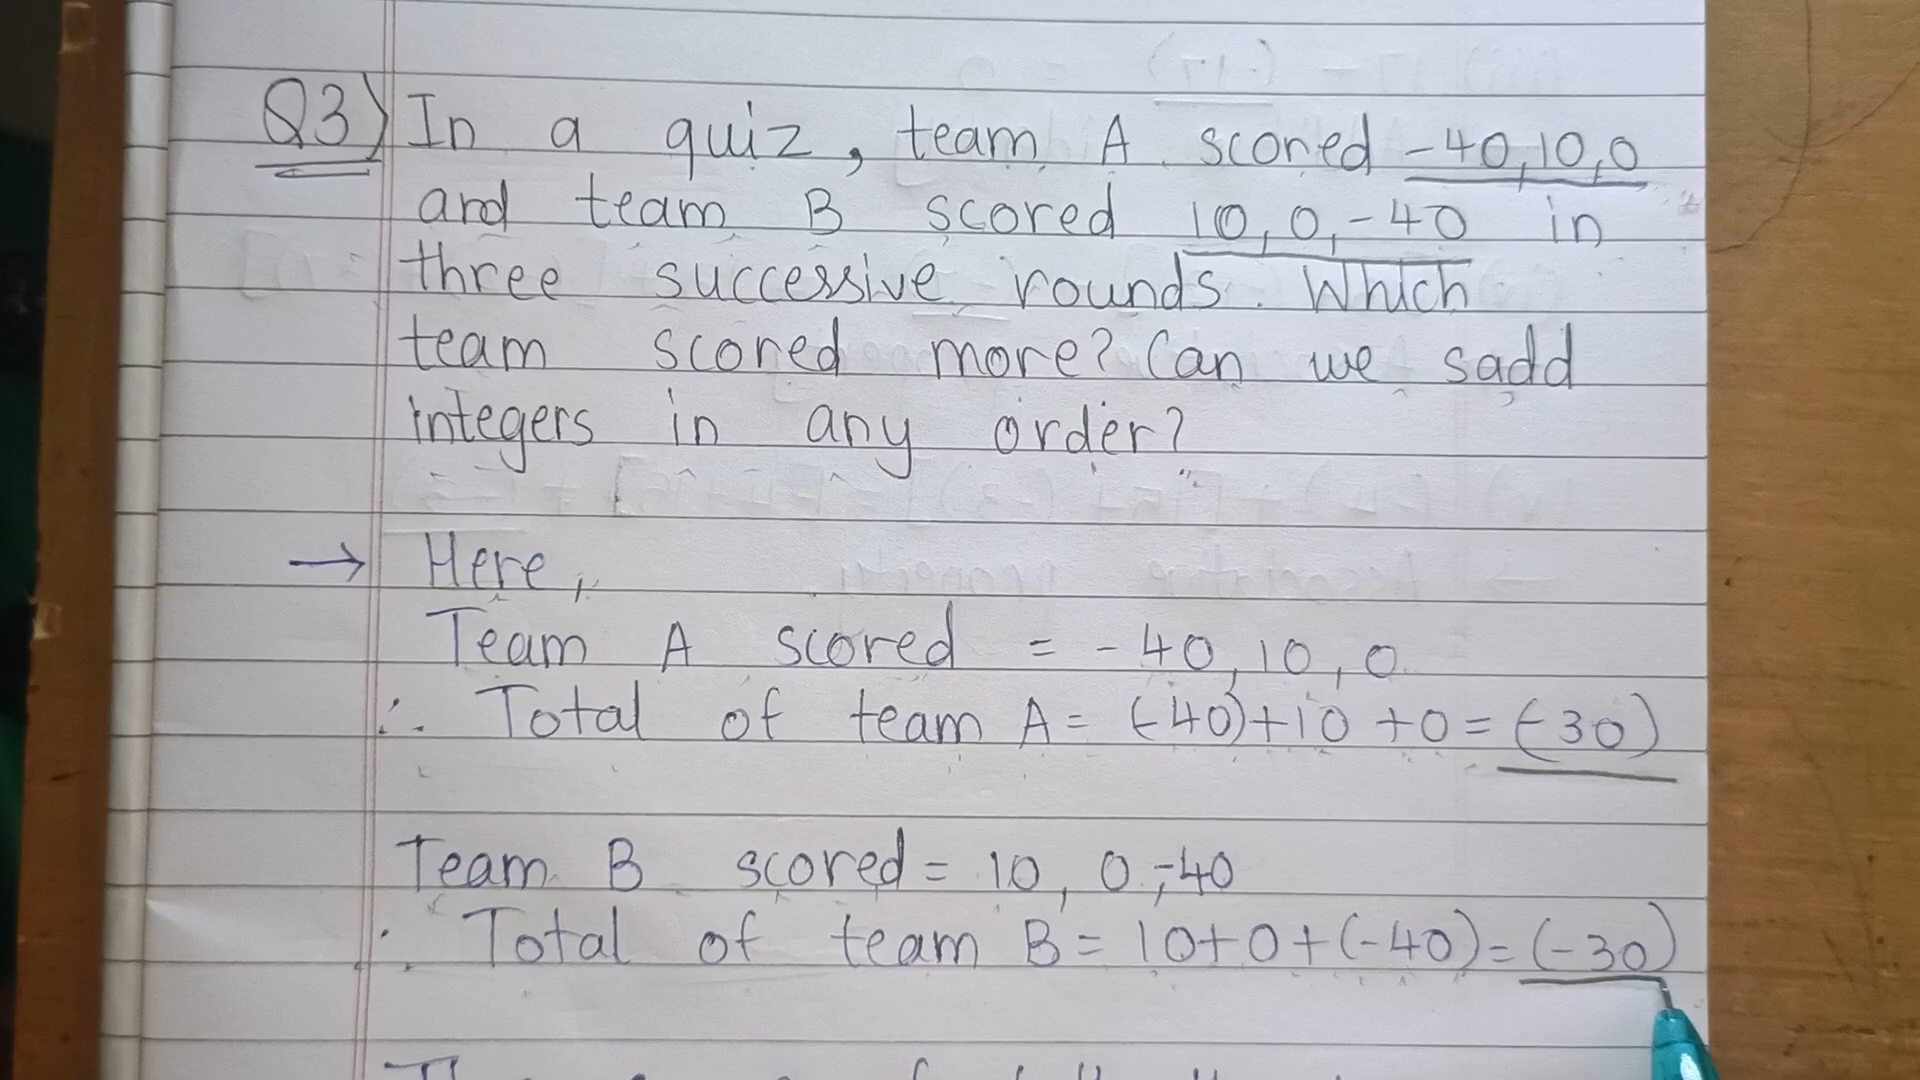 Q3) In a quiz, team A scored -40,10,0
and team B scored 10, 0, -40 in
three successive rounds. Which
team scored more? Can we sadd
integers in any order?
→ Here,
Team A scored = -40, 10, 0
∴ Total of team A = (-40)+10 +0 = (-30)
Team B scored = 10, 0,-40
∴ Total of team B = 10+0+(-40) = (-30)